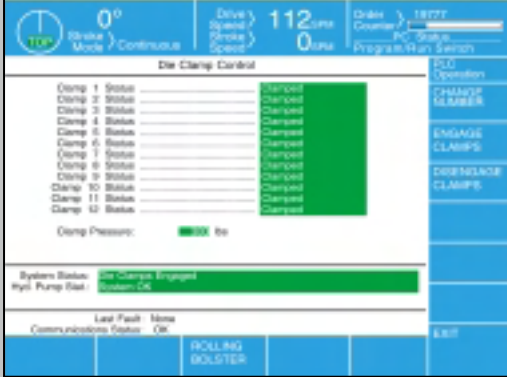 TOP
0°
Stroke Mode > Continuous
Drive Speed > 112 SPM
Stroke Speed > 0 SPM
Order Counter >
PC Status
Program/Run Switch
Die Clamp Control
PLC Operation
Clamp 1 Status Clamped
Clamp 2 Status Clamped
Clamp 3 Status Clamped
Clamp 4 Status Clamped
Clamp 5 Status Clamped
Clamp 6 Status Clamped
Clamp 7 Status Clamped
Clamp 8 Status Clamped
Clamp 9 Status Clamped
Clamp 10 Status Clamped
Clamp 11 Status Clamped
Clamp 12 Status Clamped
CHANGE NUMBER
ENGAGE CLAMPS
DISENGAGE CLAMPS
Clamp Pressure: lbs
System Status: Die Clamps Engaged
Hyd. Pump Stat.: System OK
Last Fault: None
Communications Status: OK
EXIT
ROLLING BOLSTER